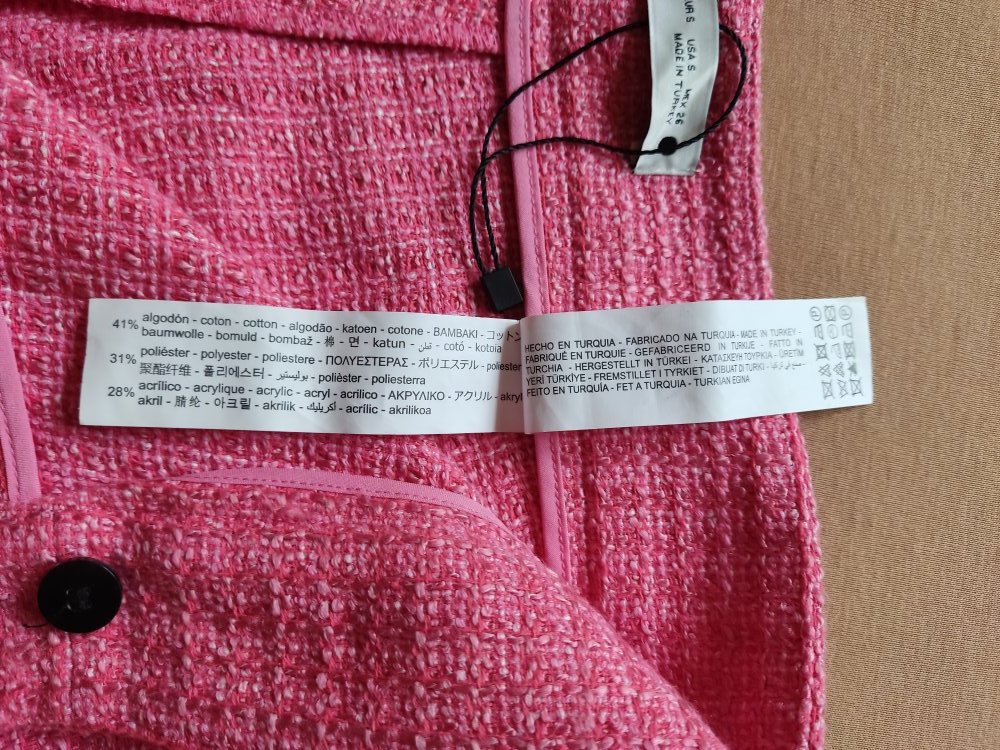 EUR S USA S MEX 26
MADE IN TURKEY
41% algodón - coton - cotton - algodão - katoen - cotone - ΒΑΜΒΑΚΙ - コットン
baumwolle - bomuld - bombaž - 棉 - 면 - katun - قطن - cotó - kotoia
31% poliéster - polyester - poliestere - ΠΟΛΥΕΣΤΕΡΑΣ - ポリエステル - poliester
聚酯纤维 - 폴리에스터 - بوليستير - polièster - poliesterra
28% acrílico - acrylique - acryl - acrilico - ΑΚΡΥΛΙΚΟ - アクリル - akryl
akril - 腈纶 - 아크릴 - akrilik - أكريليك - acrílic - akrilikoa
HECHO EN TURQUIA - FABRICADO NA TURQUIA - MADE IN TURKEY -
FABRIQUÉ EN TURQUIE - GEFABRICEERD IN TURKIJE - FATTO IN
TURCHIA - HERGESTELLT IN TÜRKEI - ΚΑΤΑΣΚΕΥΗ ΤΟΥΡΚΙΑ - ÜRETİM
YERİ TÜRKİYE - FREMSTILLET I TYRKIET - DIBUAT DI TURKI - صنع في تركيا -
FEITO EN TURQUÍA - FET A TURQUIA - TURKIAN EGINA